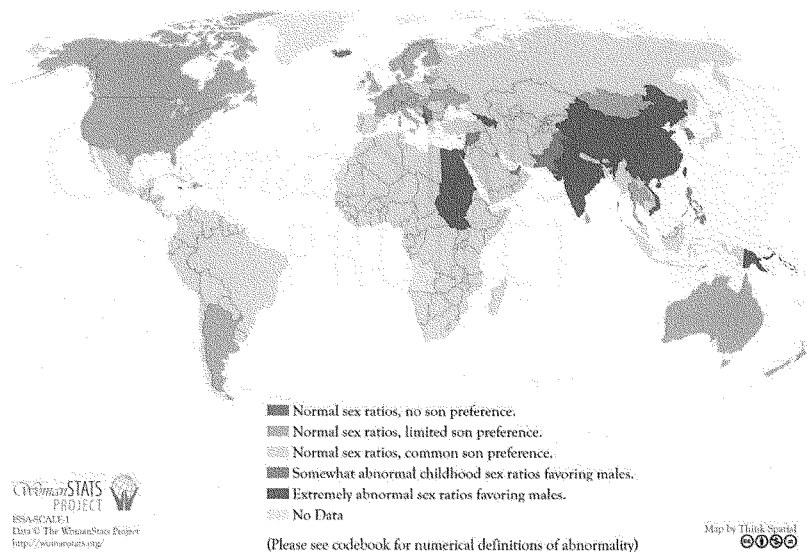 Normal sex ratios, no son preference.
Normal sex ratios, limited son preference.
Normal sex ratios, common son preference.
Somewhat abnormal childhood sex ratios favoring males.
Extremely abnormal sex ratios favoring males.
No Data
(Please see codebook for numerical definitions of abnormality)
WomanSTATS
PROJECT
ISSA-SCALE-1
Data © The WomanStats Project
http://womanstats.org/
Map by Think Spatial